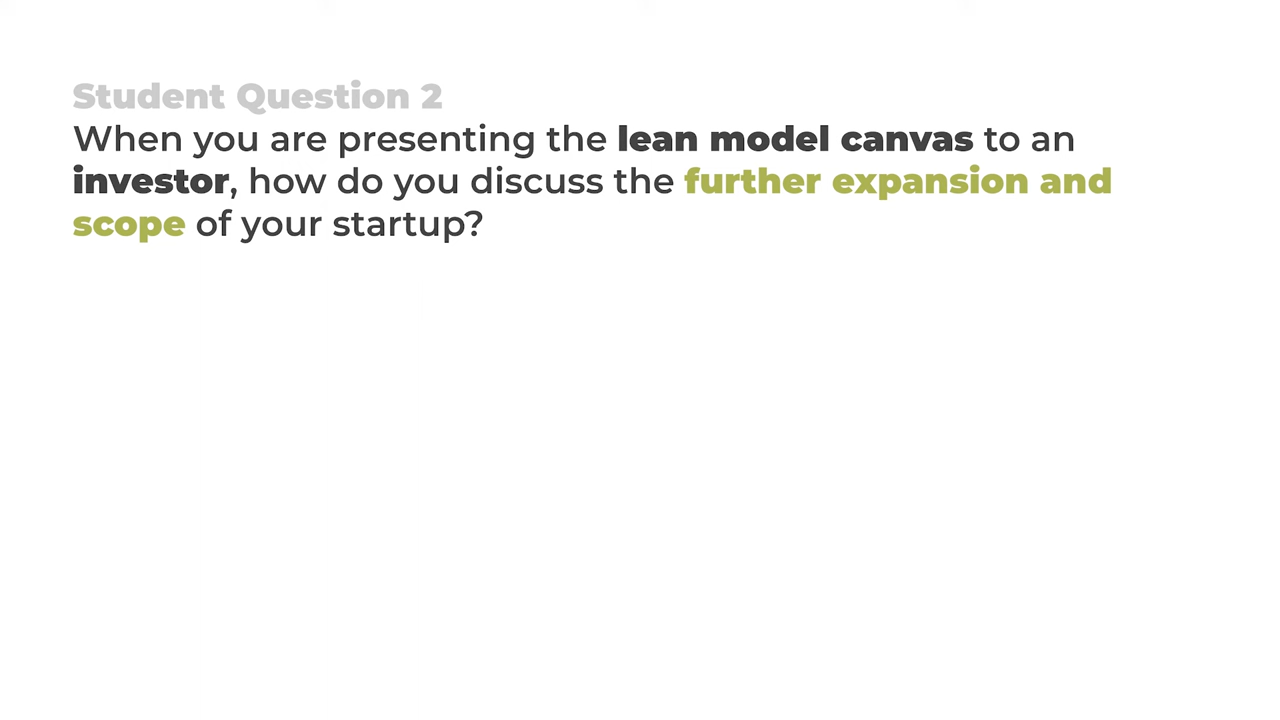 Student Question 2
When you are presenting the lean model canvas to an
investor, how do you discuss the further expansion and
scope of your startup?